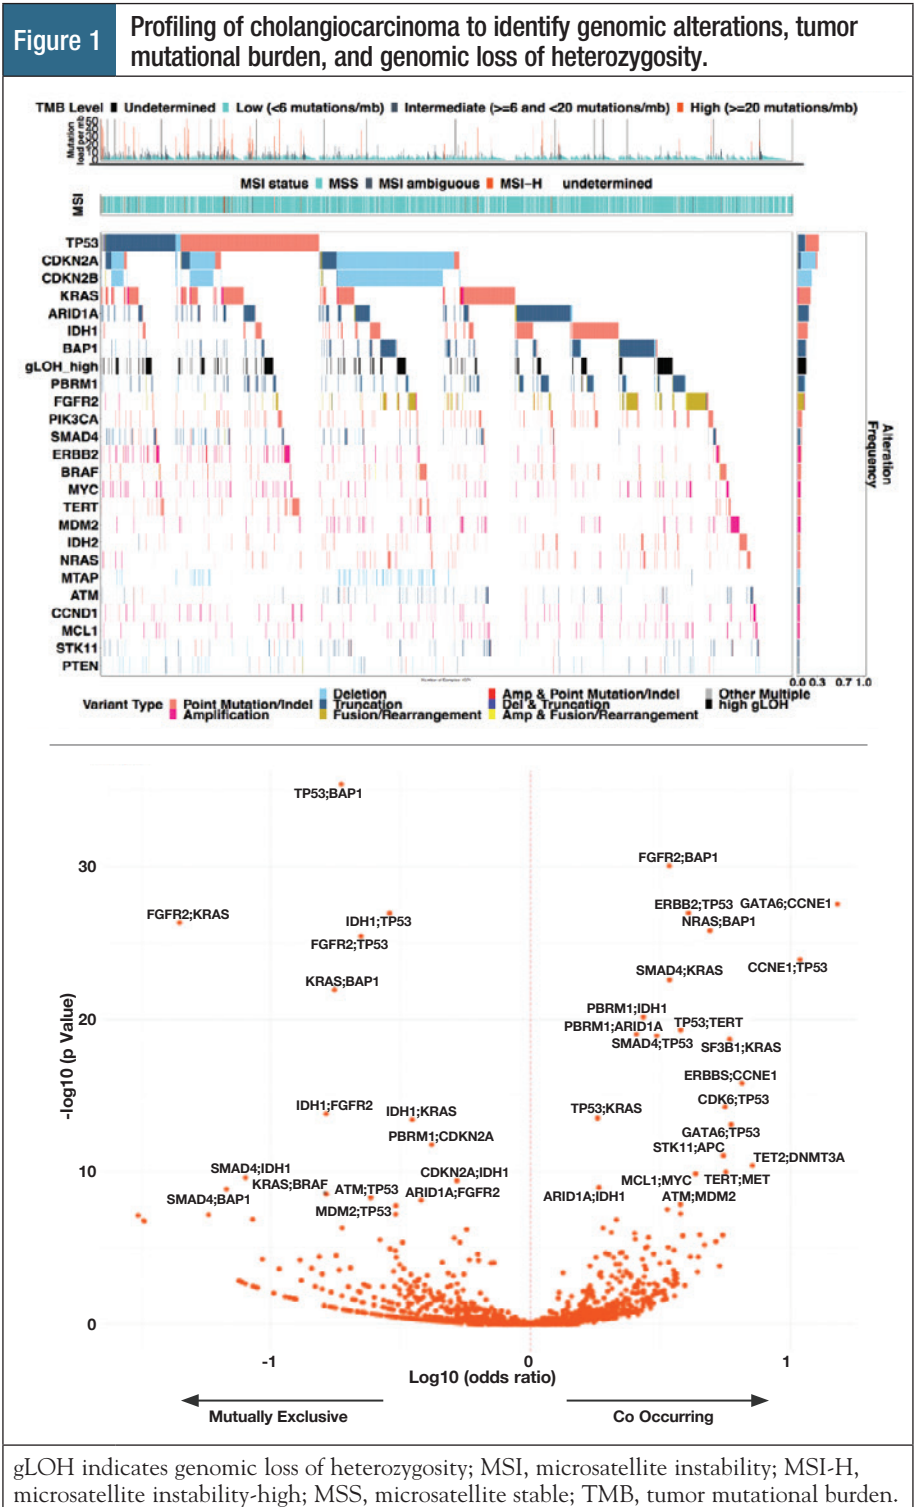 Figure 1
Profiling of cholangiocarcinoma to identify genomic alterations, tumor
mutational burden, and genomic loss of heterozygosity.
TMB Level Undetermined Low (<6 mutations/mb) Intermediate (>=6 and <20 mutations/mb) High (>=20 mutations/mb)
Mutation
load per mb
50
40
30
20
10
0
MSI status MSS MSI ambiguous MSI-H undetermined
MSI
TP53
CDKN2A
CDKN2B
KRAS
ARID1A
IDH1
BAP1
gLOH_high
PBRM1
FGFR2
PIK3CA
SMAD4
ERBB2
BRAF
MYC
TERT
MDM2
IDH2
NRAS
MTAP
ATM
CCND1
MCL1
STK11
PTEN
Alteration
Frequency
0.0 0.3 0.7 1.0
Variant Type
Point Mutation/Indel
Amplification
Deletion
Truncation
Fusion/Rearrangement
Amp & Point Mutation/Indel
Del & Truncation
Amp & Fusion/Rearrangement
Other Multiple
high gLOH
TP53;BAP1
FGFR2;BAP1
30
ERBB2;TP53 GATA6;CCNE1
FGFR2;KRAS
IDH1;TP53
NRAS;BAP1
FGFR2;TP53
CCNE1;TP53
SMAD4;KRAS
KRAS;BAP1
PBRM1;IDH1
20
PBRM1;ARID1A TP53;TERT
SMAD4;TP53
SF3B1;KRAS
ERBBS;CCNE1
CDK6;TP53
IDH1;FGFR2
IDH1;KRAS
TP53;KRAS
PBRM1;CDKN2A
GATA6;TP53
STK11;APC
TET2;DNMT3A
10
SMAD4;IDH1
CDKN2A;IDH1
MCL1;MYC
TERT;MET
KRAS;BRAF
ATM;TP53
ARID1A;FGFR2
ARID1A;IDH1
ATM;MDM2
SMAD4;BAP1
MDM2;TP53
0
-log10 (p Value)
-1
0
1
Log10 (odds ratio)
Mutually Exclusive
Co Occurring
gLOH indicates genomic loss of heterozygosity; MSI, microsatellite instability; MSI-H,
microsatellite instability-high; MSS, microsatellite stable; TMB, tumor mutational burden.